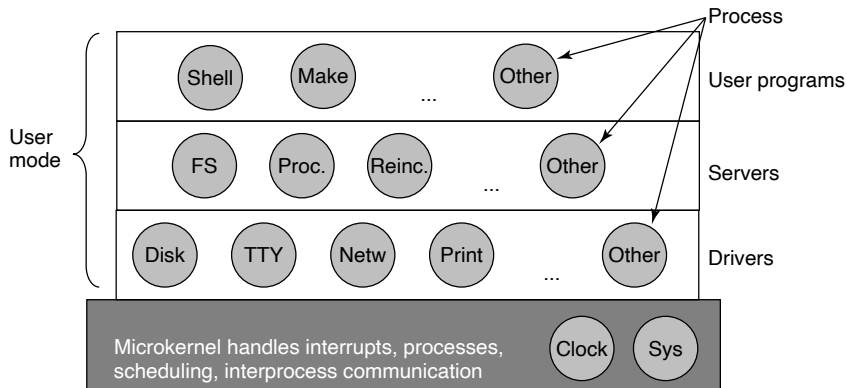 Process
Shell
Make
...
Other
User programs
User
mode
FS
Proc.
Reinc.
...
Other
Servers
Disk
TTY
Netw
Print
...
Other
Drivers
Microkernel handles interrupts, processes,
scheduling, interprocess communication
Clock
Sys